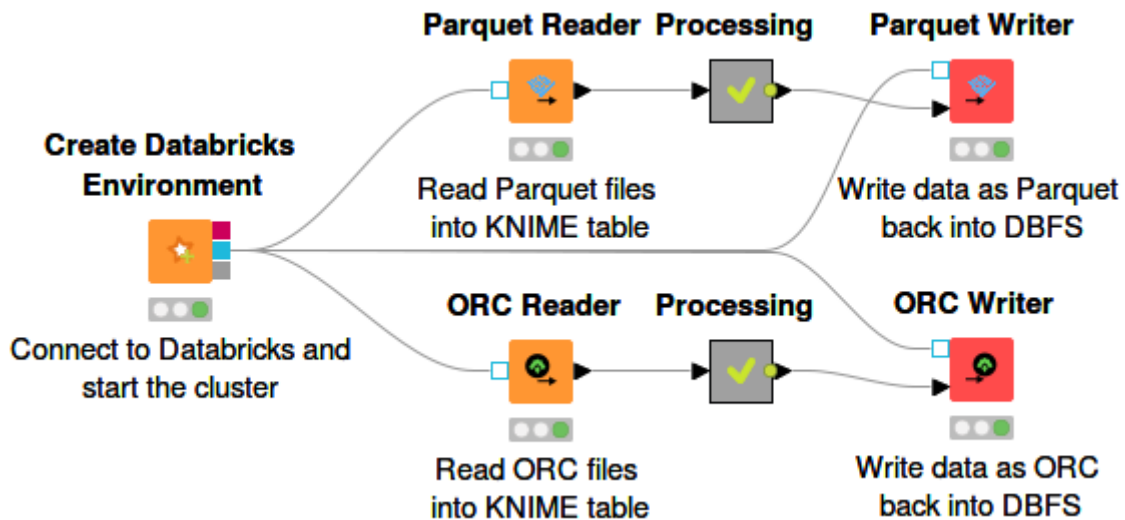 Parquet Reader
Processing
Parquet Writer
Create Databricks
Environment
Read Parquet files
into KNIME table
Write data as Parquet
back into DBFS
Connect to Databricks and
start the cluster
ORC Reader
Processing
ORC Writer
Read ORC files
into KNIME table
Write data as ORC
back into DBFS